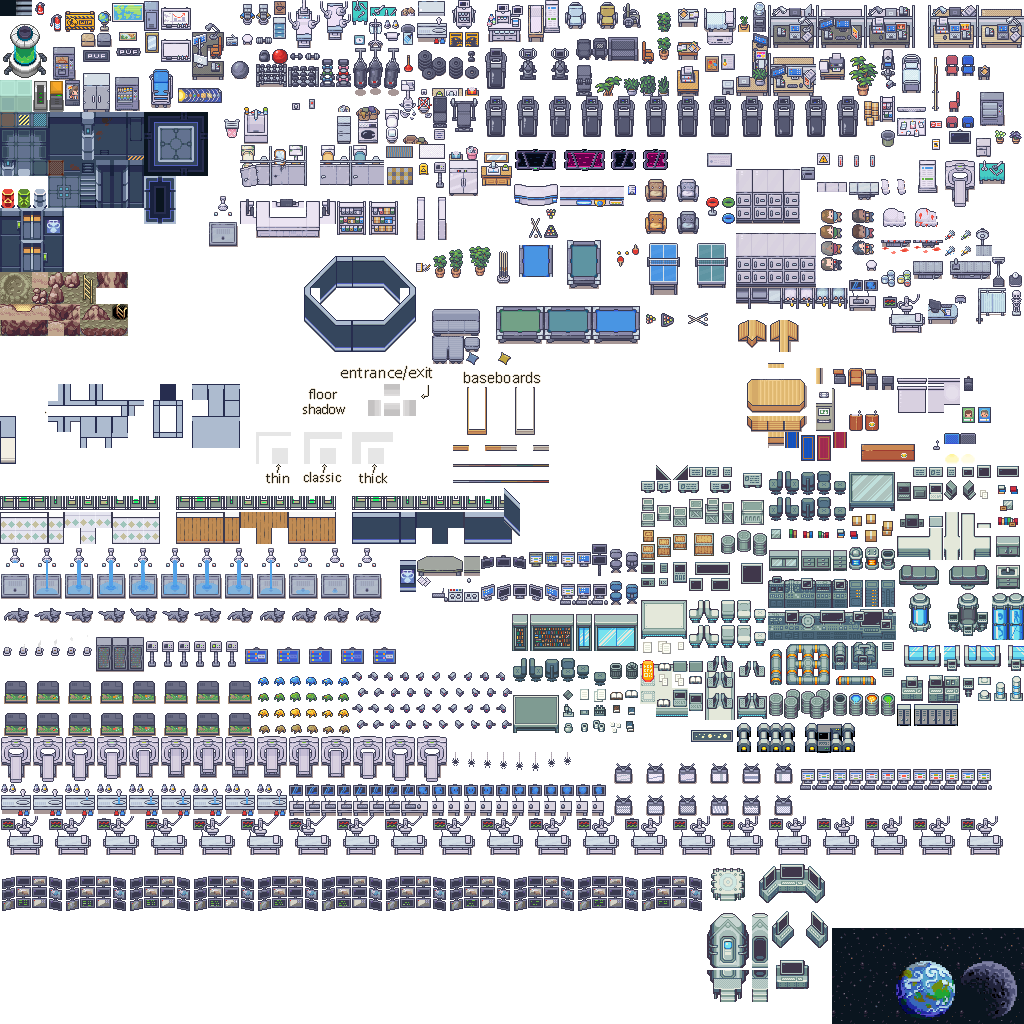 entrance/exit
baseboards
floor
shadow
thin
classic
thick